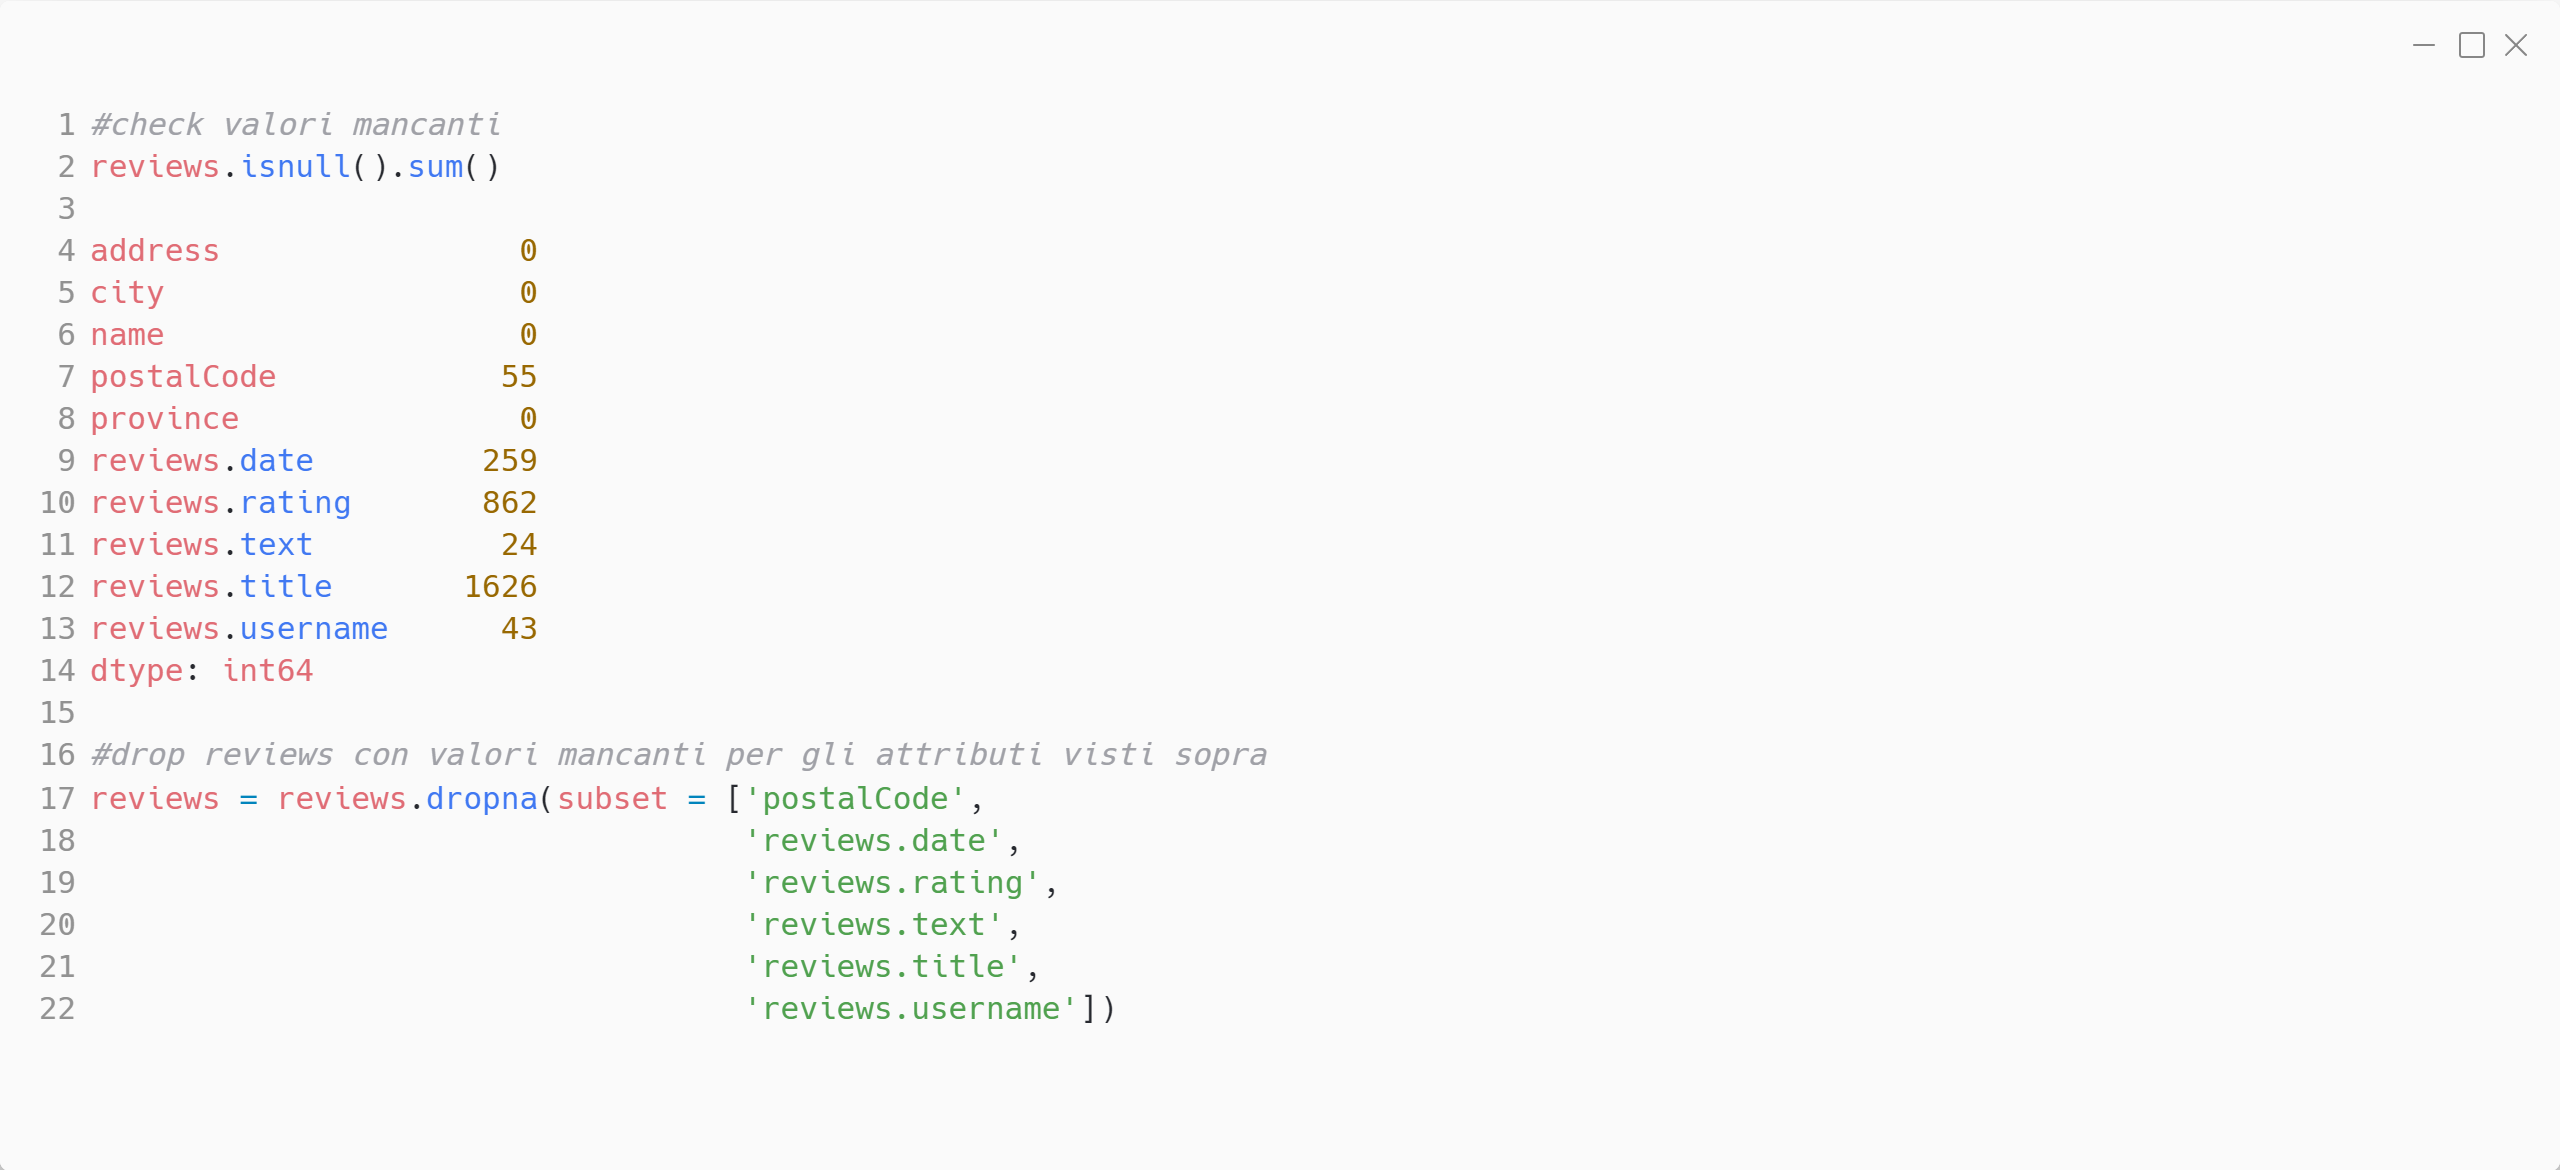 1 #check valori mancanti
2 reviews.isnull().sum()
3
4 address                0
5 city                   0
6 name                   0
7 postalCode            55
8 province               0
9 reviews.date         259
10 reviews.rating       862
11 reviews.text          24
12 reviews.title       1626
13 reviews.username      43
14 dtype: int64
15
16 #drop reviews con valori mancanti per gli attributi visti sopra
17 reviews = reviews.dropna(subset = ['postalCode',
18                                    'reviews.date',
19                                    'reviews.rating',
20                                    'reviews.text',
21                                    'reviews.title',
22                                    'reviews.username'])